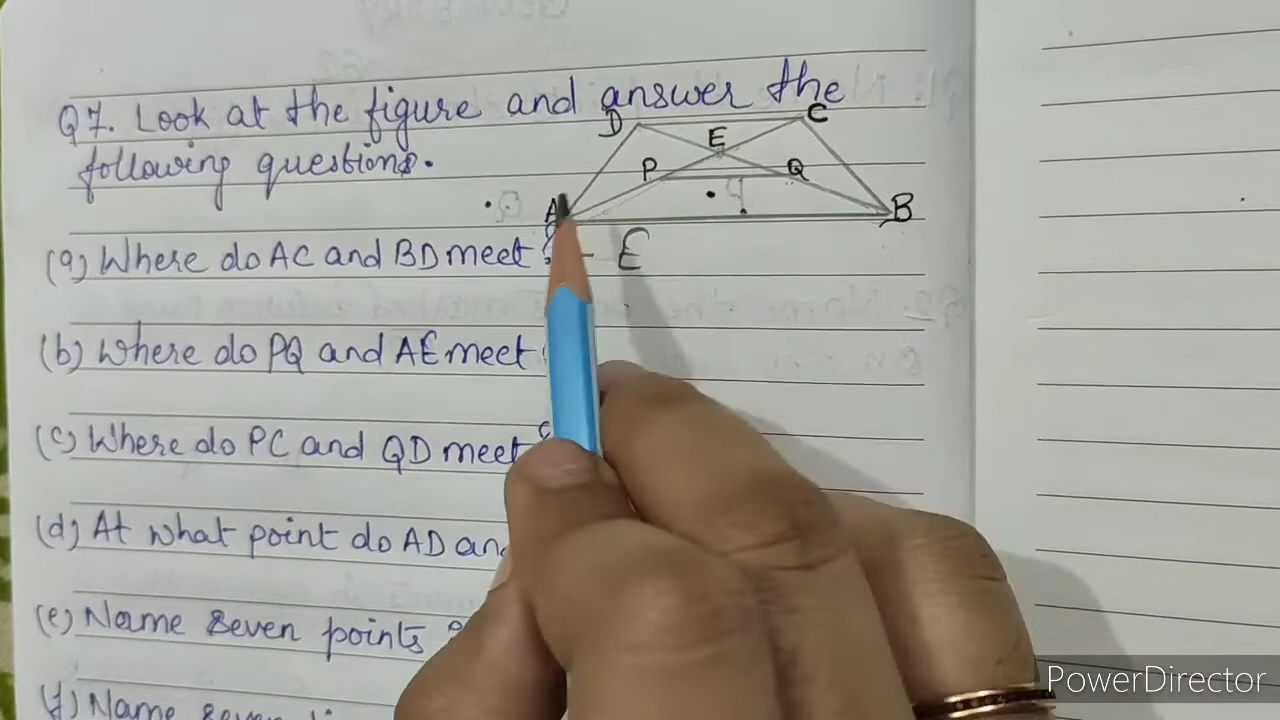 Q7. Look at the figure and answer the
following questions.
D
C
E
P
Q
A
B
(a) Where do AC and BD meet ? - E
(b) Where do PQ and AE meet
(c) Where do PC and QD meet
(d) At what point do AD an
(e) Name seven points
(f) Name seven
PowerDirector